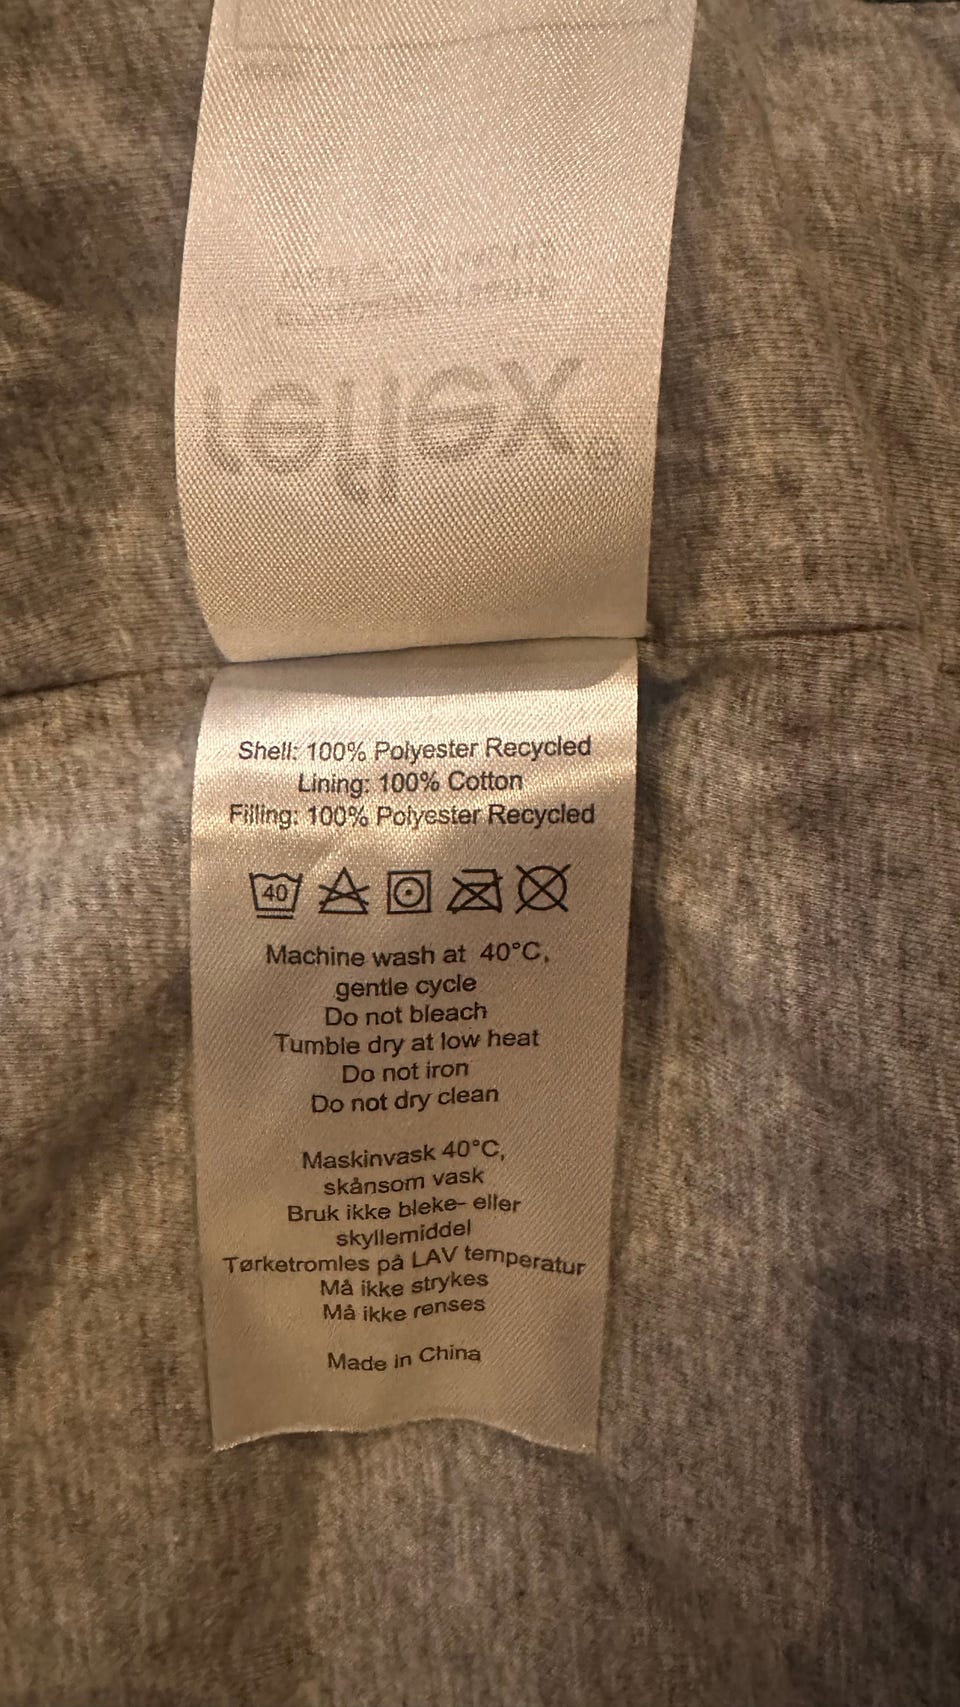 Shell: 100% Polyester Recycled
Lining: 100% Cotton
Filling: 100% Polyester Recycled
40
Machine wash at 40°C,
gentle cycle
Do not bleach
Tumble dry at low heat
Do not iron
Do not dry clean
Maskinvask 40°C,
skånsom vask
Bruk ikke bleke- eller
skyllemiddel
Tørketromles på LAV temperatur
Må ikke strykes
Må ikke renses
Made in China